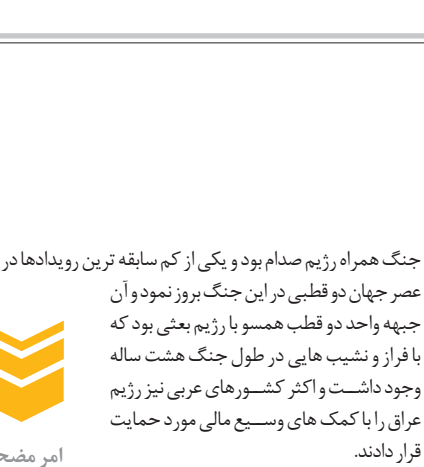 جنگ همراه رژیم صدام بود و یکی از کم سابقه ترین رویدادها در
عصر جهان دو قطبی در این جنگ بروز نمود و آن
جبهه واحد دو قطب همسو با رژیم بعثی بود که
با فراز و نشیب هایی در طول جنگ هشت ساله
وجود داشت و اکثر کشورهای عربی نیز رژیم
عراق را با کمک های وسیع مالی مورد حمایت
قرار دادند.
امر